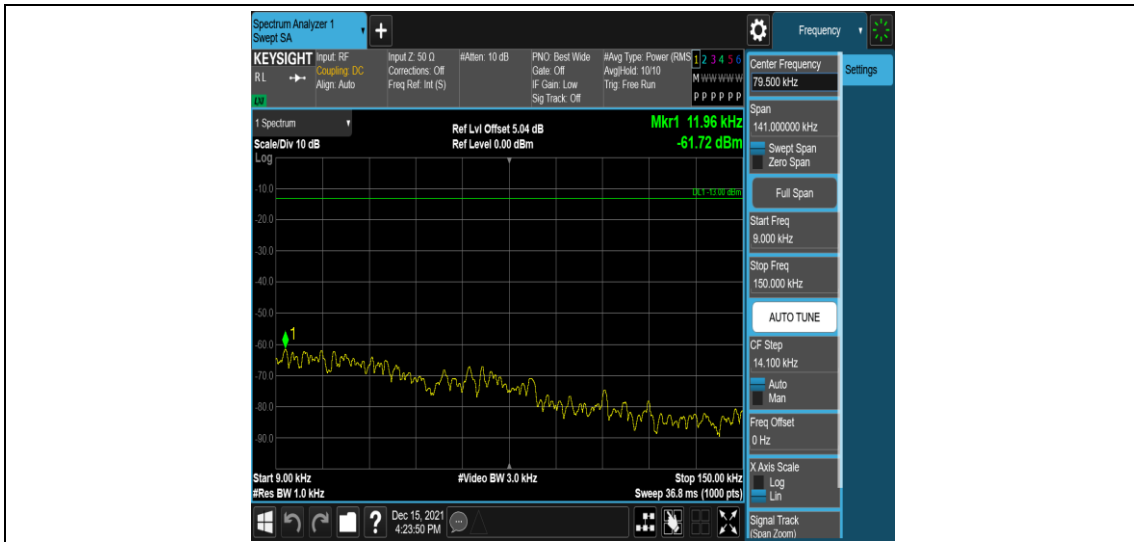 Spectrum Analyzer 1
Swept SA
+
Frequency
KEYSIGHT
RL
LXI
Input: RF
Coupling: DC
Align: Auto
Input Z: 50 Ω
Corrections: Off
Freq Ref: Int (S)
#Atten: 10 dB
PNO: Best Wide
Gate: Off
IF Gain: Low
Sig Track: Off
#Avg Type: Power (RMS
Avg|Hold: 10/10
Trig: Free Run
1 2 3 4 5 6
M W W W W W
P P P P P P
1 Spectrum
Scale/Div 10 dB
Ref Lvl Offset 5.04 dB
Ref Level 0.00 dBm
Mkr1 11.96 kHz
-61.72 dBm
Log
DL1 -13.00 dBm
-10.0
-20.0
-30.0
-40.0
-50.0
-60.0
-70.0
-80.0
-90.0
1
Start 9.00 kHz
#Res BW 1.0 kHz
#Video BW 3.0 kHz
Stop 150.00 kHz
Sweep 36.8 ms (1000 pts)
?
Dec 15, 2021
4:23:50 PM
Center Frequency
79.500 kHz
Settings
Span
141.000000 kHz
Swept Span
Zero Span
Full Span
Start Freq
9.000 kHz
Stop Freq
150.000 kHz
AUTO TUNE
CF Step
14.100 kHz
Auto
Man
Freq Offset
0 Hz
X Axis Scale
Log
Lin
Signal Track
(Span Zoom)